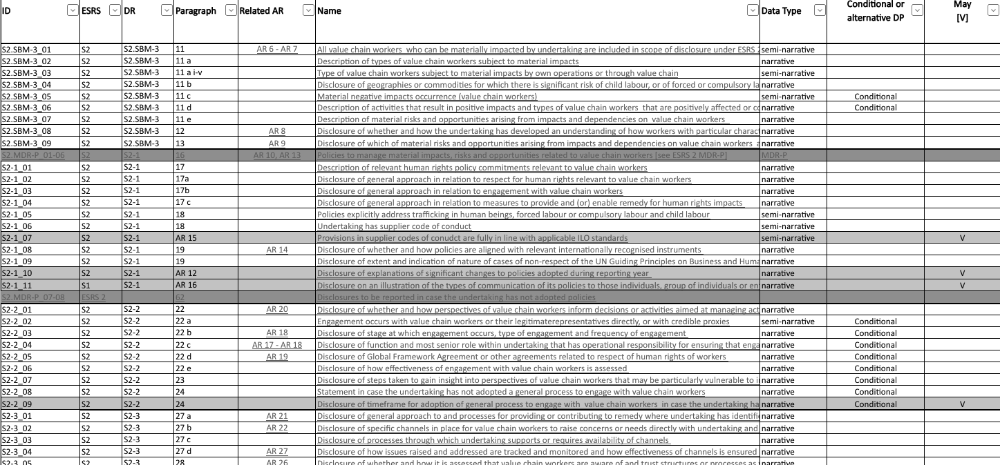 ID ESRS DR Paragraph Related AR Name Data Type Conditional or alternative DP May [V]
S2.SBM-3_01 S2 S2.SBM-3 11 AR 6 - AR 7 All value chain workers who can be materially impacted by undertaking are included in scope of disclosure under ESRS 2 semi-narrative
S2.SBM-3_02 S2 S2.SBM-3 11 a Description of types of value chain workers subject to material impacts narrative
S2.SBM-3_03 S2 S2.SBM-3 11 a i-v Type of value chain workers subject to material impacts by own operations or through value chain semi-narrative
S2.SBM-3_04 S2 S2.SBM-3 11 b Disclosure of geographies or commodities for which there is significant risk of child labour, or of forced or compulsory la narrative
S2.SBM-3_05 S2 S2.SBM-3 11 c Material negative impacts occurrence (value chain workers) semi-narrative Conditional
S2.SBM-3_06 S2 S2.SBM-3 11 d Description of activities that result in positive impacts and types of value chain workers that are positively affected or co narrative Conditional
S2.SBM-3_07 S2 S2.SBM-3 11 e Description of material risks and opportunities arising from impacts and dependencies on value chain workers narrative
S2.SBM-3_08 S2 S2.SBM-3 12 AR 8 Disclosure of whether and how the undertaking has developed an understanding of how workers with particular charact narrative
S2.SBM-3_09 S2 S2.SBM-3 13 AR 9 Disclosure of which of material risks and opportunities arising from impacts and dependencies on value chain workers a narrative
S2.MDR-P_01-06 S2 S2-1 16 AR 10, AR 13 Policies to manage material impacts, risks and opportunities related to value chain workers [see ESRS 2 MDR-P] MDR-P
S2-1_01 S2 S2-1 17 Description of relevant human rights policy commitments relevant to value chain workers narrative
S2-1_02 S2 S2-1 17a Disclosure of general approach in relation to respect for human rights relevant to value chain workers narrative
S2-1_03 S2 S2-1 17b Disclosure of general approach in relation to engagement with value chain workers narrative
S2-1_04 S2 S2-1 17 c Disclosure of general approach in relation to measures to provide and (or) enable remedy for human rights impacts narrative
S2-1_05 S2 S2-1 18 Policies explicitly address trafficking in human beings, forced labour or compulsory labour and child labour semi-narrative
S2-1_06 S2 S2-1 18 Undertaking has supplier code of conduct semi-narrative
S2-1_07 S2 S2-1 AR 15 Provisions in supplier codes of conudct are fully in line with applicable ILO standards semi-narrative V
S2-1_08 S2 S2-1 19 AR 14 Disclosure of whether and how policies are aligned with relevant internationally recognised instruments narrative
S2-1_09 S2 S2-1 19 Disclosure of extent and indication of nature of cases of non-respect of the UN Guiding Principles on Business and Huma narrative
S2-1_10 S2 S2-1 AR 12 Disclosure of explanations of significant changes to policies adopted during reporting year narrative V
S2-1_11 S1 S2-1 AR 16 Disclosure on an illustration of the types of communication of its policies to those individuals, group of individuals or en narrative V
S2.MDR-P_07-08 ESRS 2 62 Disclosures to be reported in case the undertaking has not adopted policies
S2-2_01 S2 S2-2 22 AR 20 Disclosure of whether and how perspectives of value chain workers inform decisions or activities aimed at managing act narrative
S2-2_02 S2 S2-2 22 a Engagement occurs with value chain workers or their legitimaterepresentatives directly, or with credible proxies semi-narrative Conditional
S2-2_03 S2 S2-2 22 b AR 18 Disclosure of stage at which engagement occurs, type of engagement and frequency of engagement narrative Conditional
S2-2_04 S2 S2-2 22 c AR 17 - AR 18 Disclosure of function and most senior role within undertaking that has operational responsibility for ensuring that enga narrative Conditional
S2-2_05 S2 S2-2 22 d AR 19 Disclosure of Global Framework Agreement or other agreements related to respect of human rights of workers narrative Conditional
S2-2_06 S2 S2-2 22 e Disclosure of how effectiveness of engagement with value chain workers is assessed narrative Conditional
S2-2_07 S2 S2-2 23 Disclosure of steps taken to gain insight into perspectives of value chain workers that may be particularly vulnerable to i narrative Conditional
S2-2_08 S2 S2-2 24 Statement in case the undertaking has not adopted a general process to engage with value chain workers narrative Conditional
S2-2_09 S2 S2-2 24 Disclosure of timeframe for adoption of general process to engage with value chain workers in case the undertaking ha narrative Conditional V
S2-3_01 S2 S2-3 27 a AR 21 Disclosure of general approach to and processes for providing or contributing to remedy where undertaking has identifi narrative
S2-3_02 S2 S2-3 27 b AR 22 Disclosure of specific channels in place for value chain workers to raise concerns or needs directly with undertaking and narrative
S2-3_03 S2 S2-3 27 c Disclosure of processes through which undertaking supports or requires availability of channels narrative
S2-3_04 S2 S2-3 27 d AR 27 Disclosure of how issues raised and addressed are tracked and monitored and how effectiveness of channels is ensured narrative
S2-3_05 S2 S2-3 28 AR 26 Disclosure of whether and how it is assessed that value chain workers are aware of and trust structures or processes as narrative